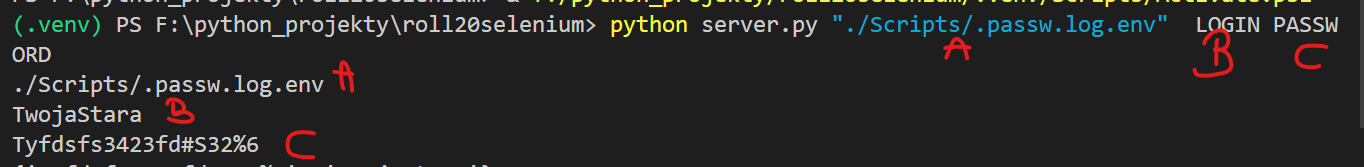 (.venv) PS F:\python_projekty\roll20selenium> python server.py "./Scripts/.passw.log.env" LOGIN PASSW
A B C
ORD
./Scripts/.passw.log.env A
TwojaStara B
Tyfdsfs3423fd#S32%6 C